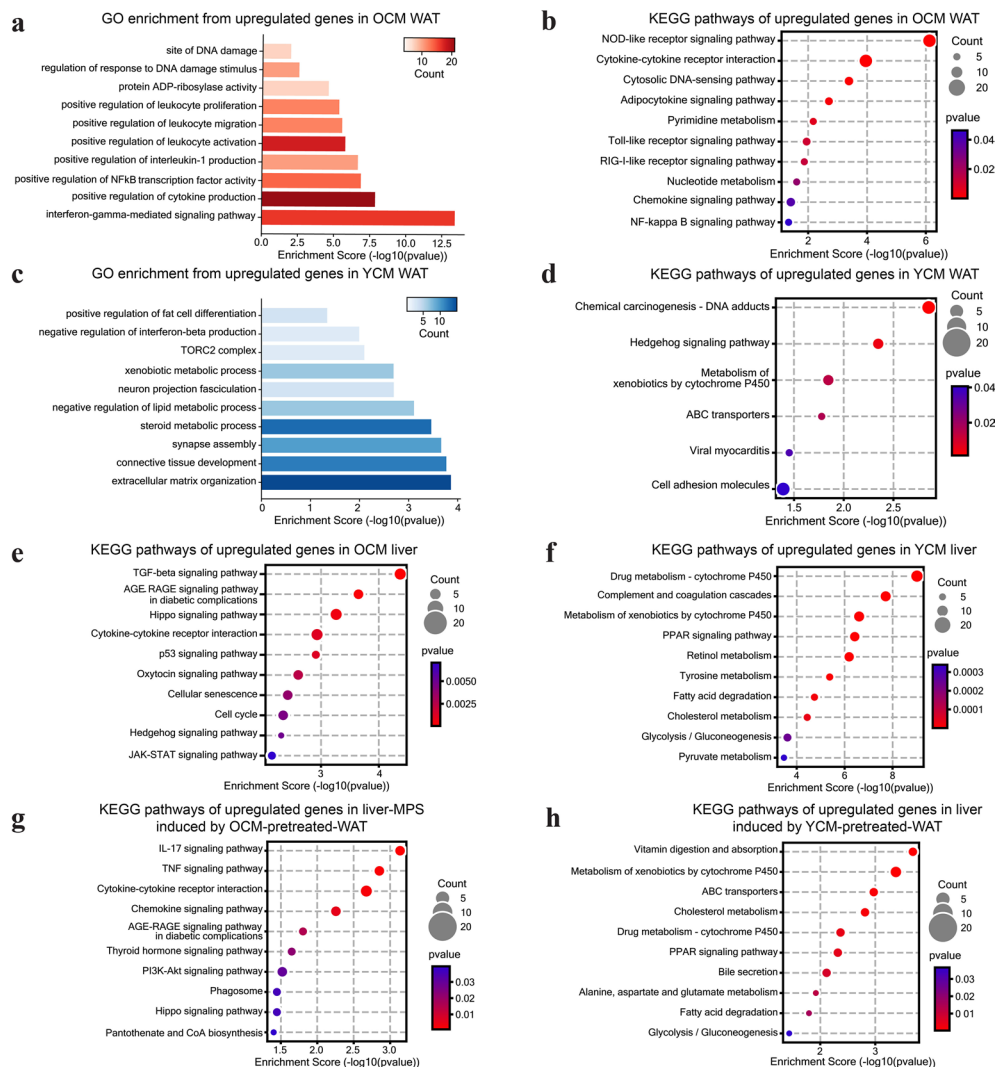 a
GO enrichment from upregulated genes in OCM WAT
site of DNA damage
regulation of response to DNA damage stimulus
protein ADP-ribosylase activity
positive regulation of leukocyte proliferation
positive regulation of leukocyte migration
positive regulation of leukocyte activation
positive regulation of interleukin-1 production
positive regulation of NFkB transcription factor activity
positive regulation of cytokine production
interferon-gamma-mediated signaling pathway
10 20
Count
0.0 2.5 5.0 7.5 10.0 12.5
Enrichment Score (-log10(pvalue))
b
KEGG pathways of upregulated genes in OCM WAT
NOD-like receptor signaling pathway
Cytokine-cytokine receptor interaction
Cytosolic DNA-sensing pathway
Adipocytokine signaling pathway
Pyrimidine metabolism
Toll-like receptor signaling pathway
RIG-I-like receptor signaling pathway
Nucleotide metabolism
Chemokine signaling pathway
NF-kappa B signaling pathway
2 4 6
Enrichment Score (-log10(pvalue))
Count
5
10
20
pvalue
0.04
0.02
c
GO enrichment from upregulated genes in YCM WAT
positive regulation of fat cell differentiation
negative regulation of interferon-beta production
TORC2 complex
xenobiotic metabolic process
neuron projection fasciculation
negative regulation of lipid metabolic process
steroid metabolic process
synapse assembly
connective tissue development
extracellular matrix organization
5 10
Count
0 1 2 3 4
Enrichment Score (-log10(pvalue))
d
KEGG pathways of upregulated genes in YCM WAT
Chemical carcinogenesis - DNA adducts
Hedgehog signaling pathway
Metabolism of
xenobiotics by cytochrome P450
ABC transporters
Viral myocarditis
Cell adhesion molecules
1.5 2.0 2.5
Enrichment Score (-log10(pvalue))
Count
5
10
20
pvalue
0.04
0.02
e
KEGG pathways of upregulated genes in OCM liver
TGF-beta signaling pathway
AGE-RAGE signaling pathway
in diabetic complications
Hippo signaling pathway
Cytokine-cytokine receptor interaction
p53 signaling pathway
Oxytocin signaling pathway
Cellular senescence
Cell cycle
Hedgehog signaling pathway
JAK-STAT signaling pathway
3 4
Enrichment Score (-log10(pvalue))
Count
5
10
20
pvalue
0.0050
0.0025
f
KEGG pathways of upregulated genes in YCM liver
Drug metabolism - cytochrome P450
Complement and coagulation cascades
Metabolism of xenobiotics by cytochrome P450
PPAR signaling pathway
Retinol metabolism
Tyrosine metabolism
Fatty acid degradation
Cholesterol metabolism
Glycolysis / Gluconeogenesis
Pyruvate metabolism
4 6 8
Enrichment Score (-log10(pvalue))
Count
5
10
20
pvalue
0.0003
0.0002
0.0001
g
KEGG pathways of upregulated genes in liver-MPS
induced by OCM-pretreated-WAT
IL-17 signaling pathway
TNF signaling pathway
Cytokine-cytokine receptor interaction
Chemokine signaling pathway
AGE-RAGE signaling pathway
in diabetic complications
Thyroid hormone signaling pathway
PI3K-Akt signaling pathway
Phagosome
Hippo signaling pathway
Pantothenate and CoA biosynthesis
1.5 2.0 2.5 3.0
Enrichment Score (-log10(pvalue))
Count
5
10
20
pvalue
0.03
0.02
0.01
h
KEGG pathways of upregulated genes in liver
induced by YCM-pretreated-WAT
Vitamin digestion and absorption
Metabolism of xenobiotics by cytochrome P450
ABC transporters
Cholesterol metabolism
Drug metabolism - cytochrome P450
PPAR signaling pathway
Bile secretion
Alanine, aspartate and glutamate metabolism
Fatty acid degradation
Glycolysis / Gluconeogenesis
2 3
Enrichment Score (-log10(pvalue))
Count
5
10
20
pvalue
0.03
0.02
0.01